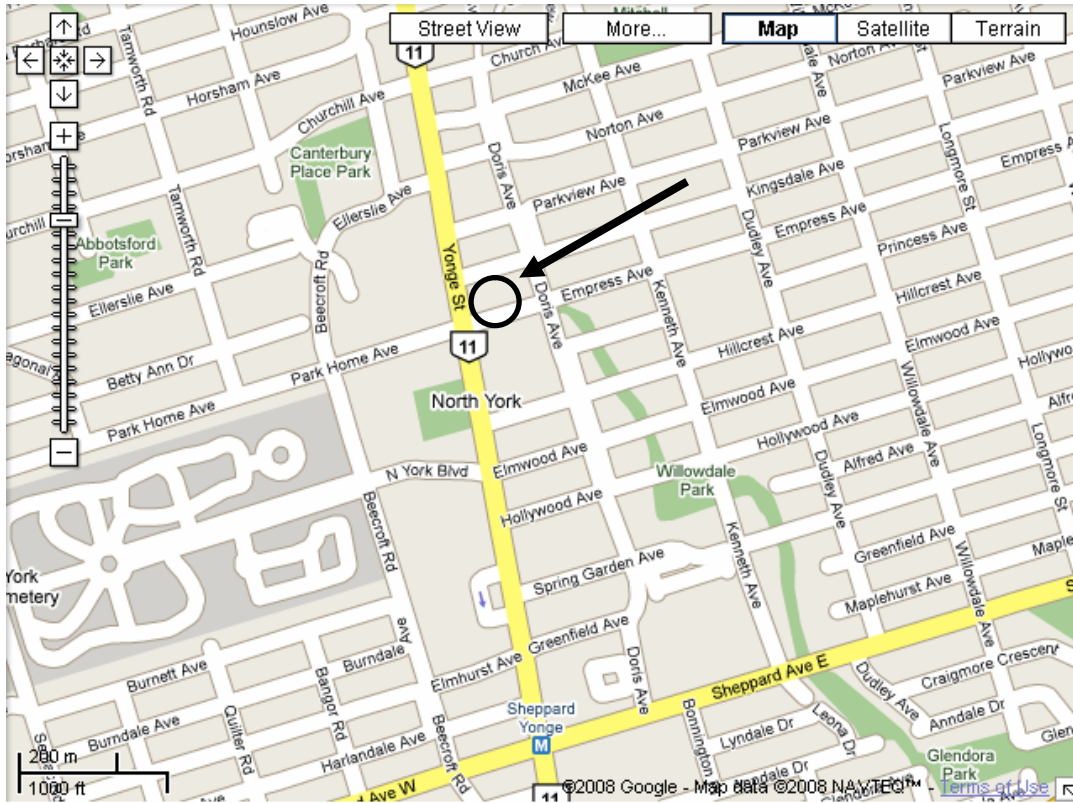 Street View
More...
Map
Satellite
Terrain
Hounslow Ave
Tamworth Rd
11
Church Ave
McKee Ave
Norton Ave
Parkview Ave
Horsham Ave
Churchill Ave
Norton Ave
Parkview Ave
Longmore St
Empress
Canterbury
Place Park
Doris Ave
Kingsdale Ave
Parkview Ave
Tamworth Rd
Ellerslie Ave
Empress Ave
Dudley Ave
Princess Ave
Abbotsford
Park
Yonge St
Beecroft Rd
Empress Ave
Doris Ave
Kenneth Ave
Hillcrest Ave
Ellerslie Ave
11
Hillcrest Ave
Elmwood Ave
Betty Ann Dr
Park Home Ave
Willowdale Ave
North York
Elmwood Ave
Park Home Ave
Hollywood Ave
Longmore St
N York Blvd
Elmwood Ave
Alfred Ave
Dudley Ave
Willowdale
Park
Beecroft Rd
Hollywood Ave
Kenneth Ave
Greenfield Ave
Willowdale Ave
Maple
York
Spring Garden Ave
Maplehurst Ave
Greenfield Ave
Doris Ave
Burnett Ave
Burndale Ave
Elmhurst Ave
Sheppard Ave E
Dudley Ave
Craigmore Crescent
Bangor Rd
Quilter Rd
Beecroft Rd
Sheppard
Yonge
M
Bonnington
Leona Dr
Lyndale Dr
Anndale Dr
Burndale Ave
Harlandale Ave
Glendora
Park
200 m
1000 ft
Ave W
11
©2008 Google - Map data ©2008 NAVTEQ™ - Terms of Use